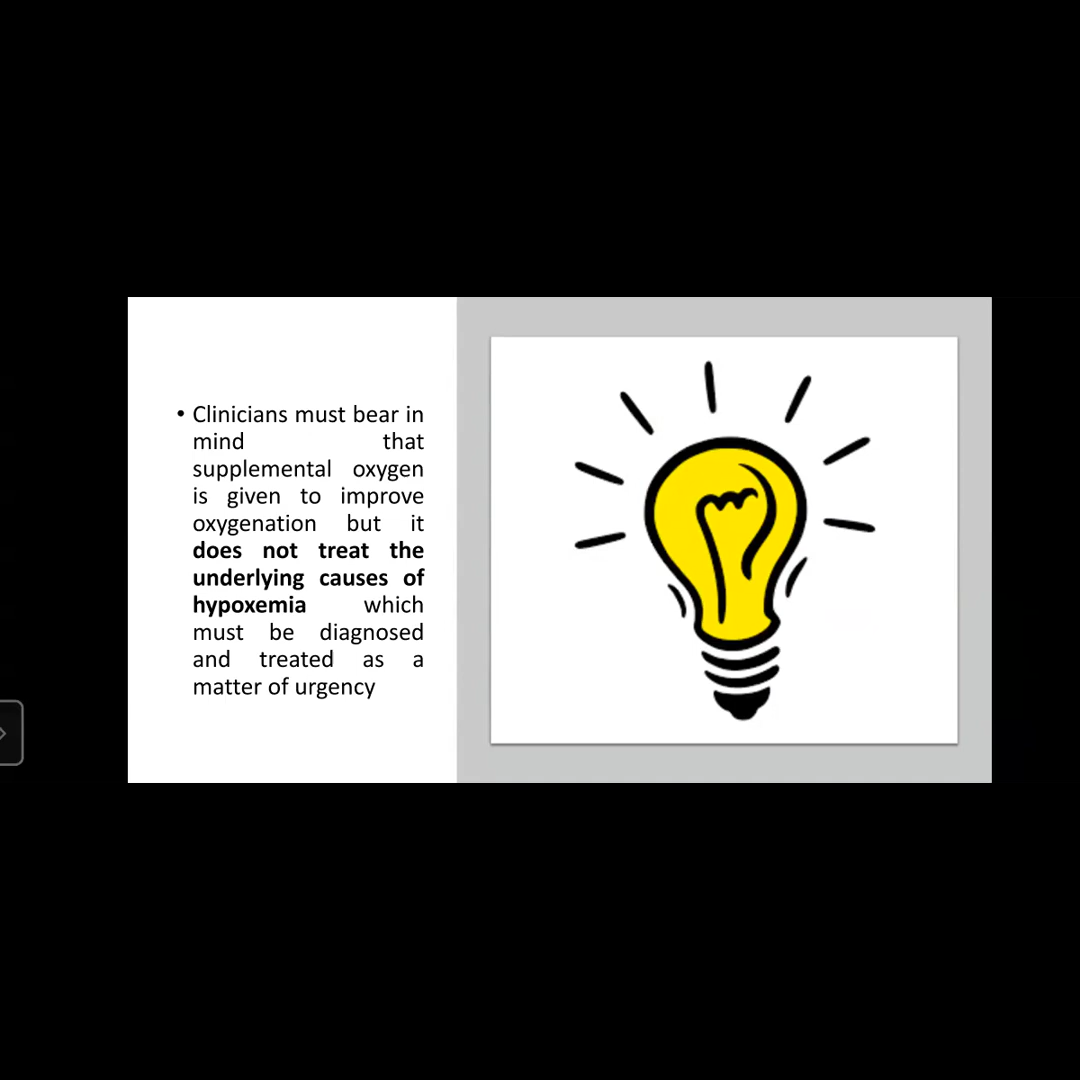 • Clinicians must bear in
mind that
supplemental oxygen
is given to improve
oxygenation but it
does not treat the
underlying causes of
hypoxemia which
must be diagnosed
and treated as a
matter of urgency